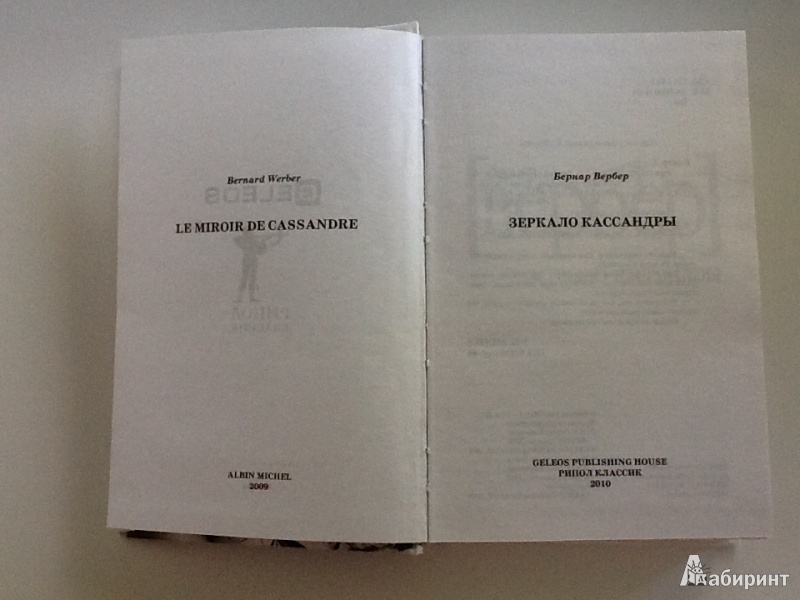 Bernard Werber
LE MIROIR DE CASSANDRE
ALBIN MICHEL
2009
Бернар Вербер
ЗЕРКАЛО КАССАНДРЫ
GELEOS PUBLISHING HOUSE
РИПОЛ КЛАССИК
2010
Лабиринт